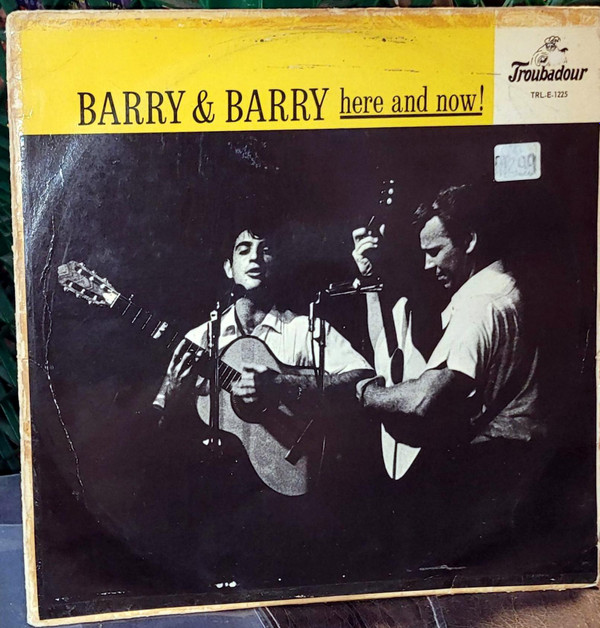 BARRY & BARRY here and now!
Troubadour
TRL-E-1225